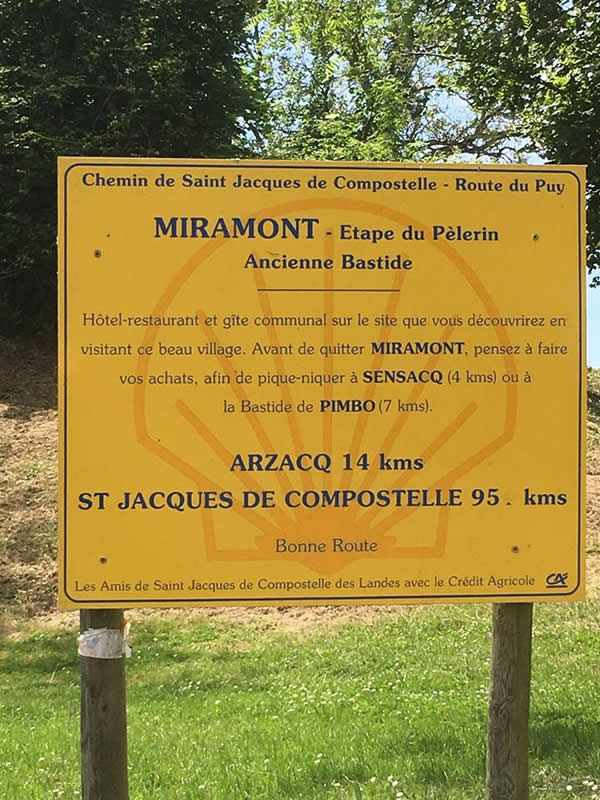 Chemin de Saint Jacques de Compostelle - Route du Puy
MIRAMONT - Etape du Pèlerin
Ancienne Bastide
Hôtel-restaurant et gîte communal sur le site que vous découvrirez en
visitant ce beau village. Avant de quitter MIRAMONT, pensez à faire
vos achats, afin de pique-niquer à SENSACQ (4 kms) ou à
la Bastide de PIMBO (7 kms).
ARZACQ 14 kms
ST JACQUES DE COMPOSTELLE kms
Bonne Route
Les Amis de Saint Jacques de Compostelle des Landes avec le Crédit Agricole CA